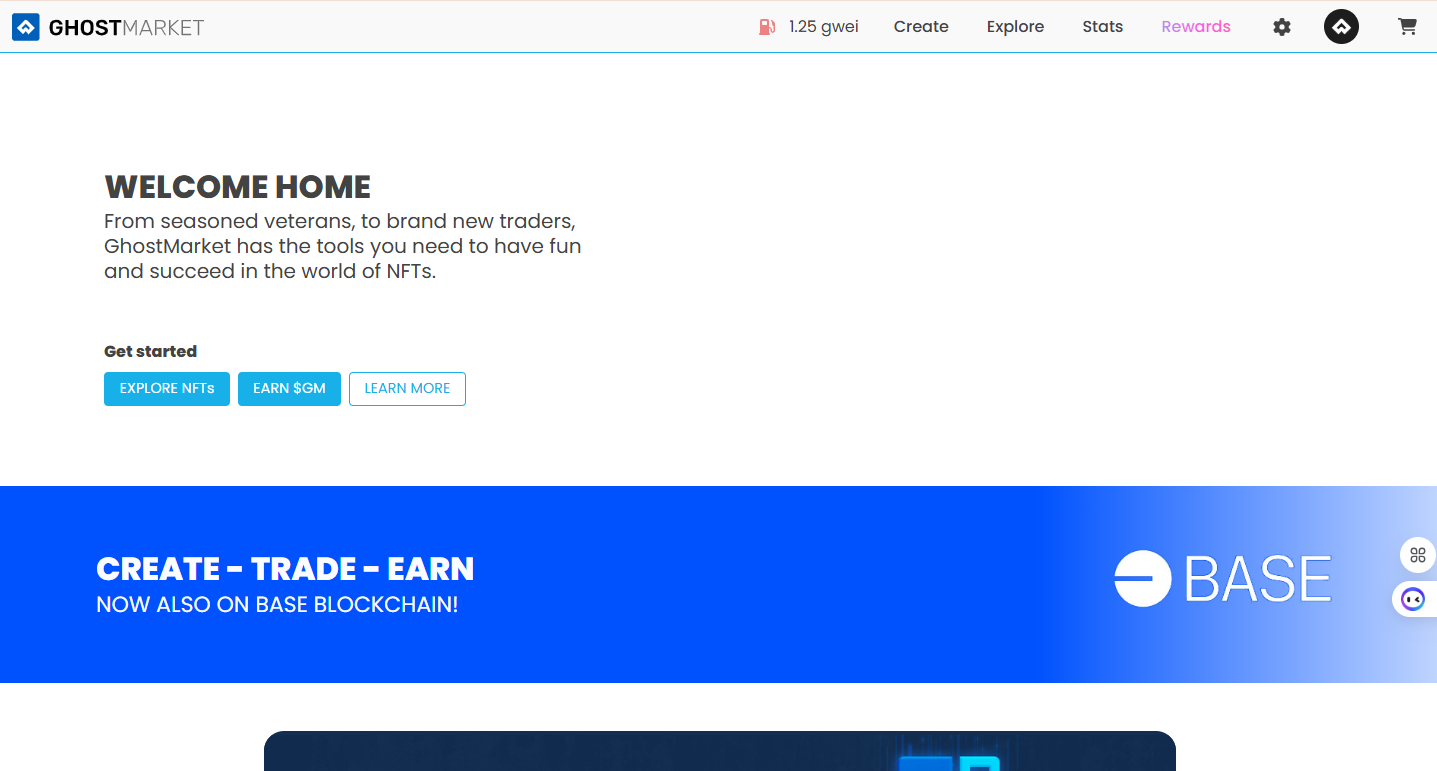 GHOSTMARKET
1.25 gwei
Create
Explore
Stats
Rewards
WELCOME HOME
From seasoned veterans, to brand new traders,
GhostMarket has the tools you need to have fun
and succeed in the world of NFTs.
Get started
EXPLORE NFTs
EARN $GM
LEARN MORE
CREATE - TRADE - EARN
NOW ALSO ON BASE BLOCKCHAIN!
BASE